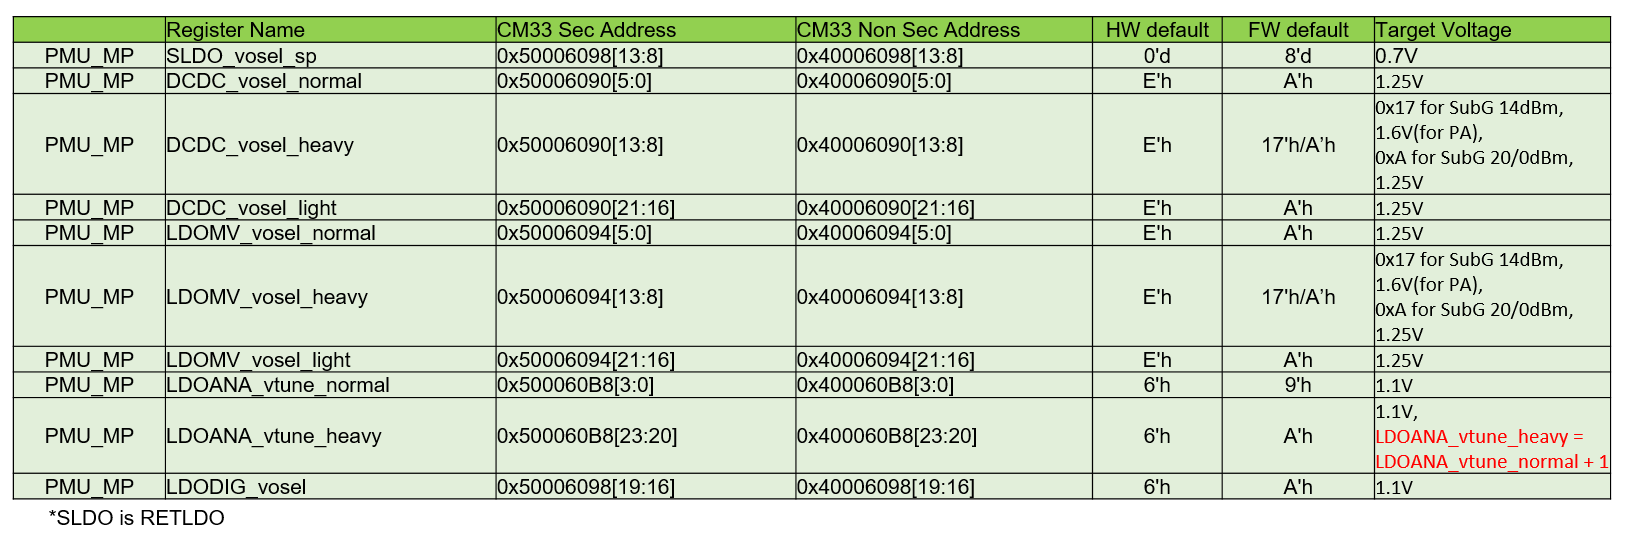 Register Name CM33 Sec Address CM33 Non Sec Address HW default FW default Target Voltage
PMU_MP SLDO_vosel_sp 0x50006098[13:8] 0x40006098[13:8] 0'd 8'd 0.7V
PMU_MP DCDC_vosel_normal 0x50006090[5:0] 0x40006090[5:0] E'h A'h 1.25V
PMU_MP DCDC_vosel_heavy 0x50006090[13:8] 0x40006090[13:8] E'h 17'h/A’h 0x17 for SubG 14dBm,
1.6V(for PA),
0xA for SubG 20/0dBm,
1.25V
PMU_MP DCDC_vosel_light 0x50006090[21:16] 0x40006090[21:16] E'h A'h 1.25V
PMU_MP LDOMV_vosel_normal 0x50006094[5:0] 0x40006094[5:0] E'h A'h 1.25V
PMU_MP LDOMV_vosel_heavy 0x50006094[13:8] 0x40006094[13:8] E'h 17'h/A’h 0x17 for SubG 14dBm,
1.6V(for PA),
0xA for SubG 20/0dBm,
1.25V
PMU_MP LDOMV_vosel_light 0x50006094[21:16] 0x40006094[21:16] E'h A'h 1.25V
PMU_MP LDOANA_vtune_normal 0x500060B8[3:0] 0x400060B8[3:0] 6'h 9'h 1.1V
PMU_MP LDOANA_vtune_heavy 0x500060B8[23:20] 0x400060B8[23:20] 6'h A'h 1.1V,
LDOANA_vtune_heavy =
LDOANA_vtune_normal + 1
PMU_MP LDODIG_vosel 0x50006098[19:16] 0x40006098[19:16] 6'h A'h 1.1V
*SLDO is RETLDO